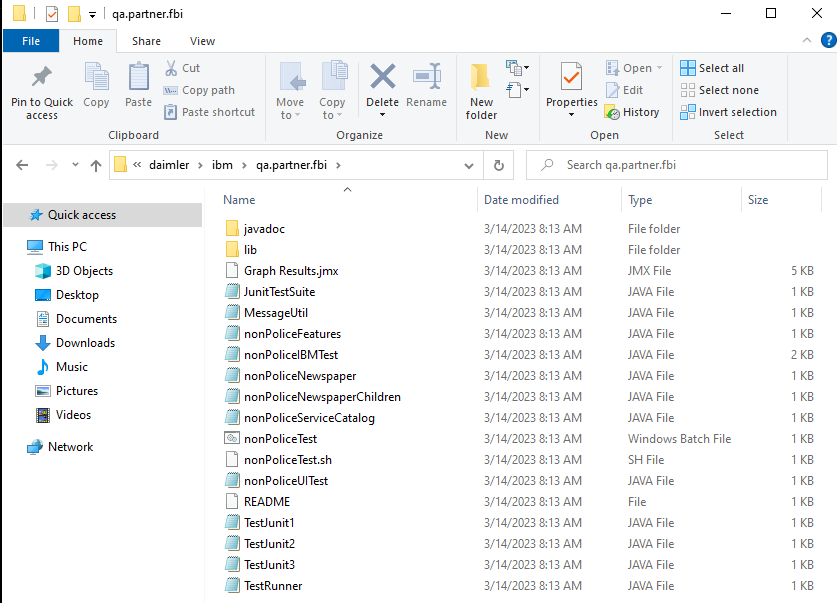 qa.partner.fbi
File Home Share View
Pin to Quick access
Copy
Paste
Cut
Copy path
Paste shortcut
Clipboard
Move to
Copy to
Delete
Rename
Organize
New folder
New
Properties
Open
Edit
History
Open
Select all
Select none
Invert selection
Select
« daimler › ibm › qa.partner.fbi ›
Search qa.partner.fbi
Quick access
This PC
3D Objects
Desktop
Documents
Downloads
Music
Pictures
Videos
Network
Name Date modified Type Size
javadoc 3/14/2023 8:13 AM File folder
lib 3/14/2023 8:13 AM File folder
Graph Results.jmx 3/14/2023 8:13 AM JMX File 5 KB
JunitTestSuite 3/14/2023 8:13 AM JAVA File 1 KB
MessageUtil 3/14/2023 8:13 AM JAVA File 1 KB
nonPoliceFeatures 3/14/2023 8:13 AM JAVA File 1 KB
nonPoliceIBMTest 3/14/2023 8:13 AM JAVA File 2 KB
nonPoliceNewspaper 3/14/2023 8:13 AM JAVA File 1 KB
nonPoliceNewspaperChildren 3/14/2023 8:13 AM JAVA File 1 KB
nonPoliceServiceCatalog 3/14/2023 8:13 AM JAVA File 1 KB
nonPoliceTest 3/14/2023 8:13 AM Windows Batch File 1 KB
nonPoliceTest.sh 3/14/2023 8:13 AM SH File 1 KB
nonPoliceUITest 3/14/2023 8:13 AM JAVA File 1 KB
README 3/14/2023 8:13 AM File 1 KB
TestJunit1 3/14/2023 8:13 AM JAVA File 1 KB
TestJunit2 3/14/2023 8:13 AM JAVA File 1 KB
TestJunit3 3/14/2023 8:13 AM JAVA File 1 KB
TestRunner 3/14/2023 8:13 AM JAVA File 1 KB